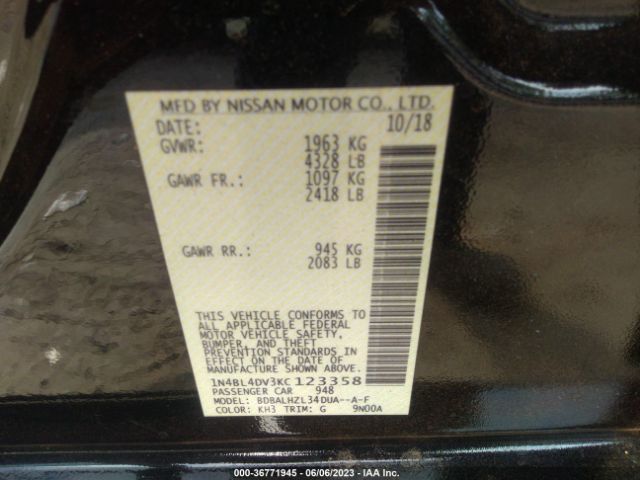 MFD BY NISSAN MOTOR CO., LTD.
DATE: 10/18
GVWR: 1963 KG
4328 LB
GAWR FR.: 1097 KG
2418 LB
GAWR RR.: 945 KG
2083 LB
THIS VEHICLE CONFORMS TO
ALL APPLICABLE FEDERAL
MOTOR VEHICLE SAFETY,
BUMPER, AND THEFT
PREVENTION STANDARDS IN
EFFECT ON THE DATE OF
MANUFACTURE SHOWN ABOVE.
1N4BL4DV3KC123358
PASSENGER CAR 948
MODEL: BDBALHZL34DUA--A-F
COLOR: KH3 TRIM: G 9N00A
000-36771945 - 06/06/2023 - IAA Inc.